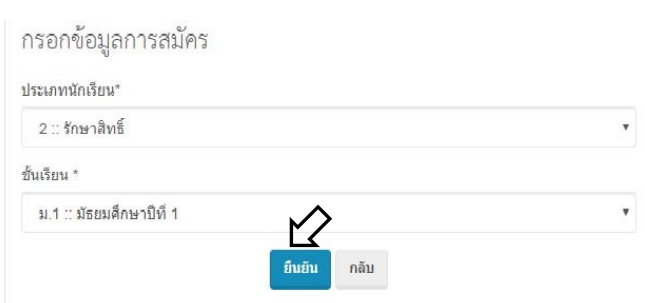 กรอกข้อมูลการสมัคร
ประเภทนักเรียน*
2 :: รักษาสิทธิ์
ชั้นเรียน *
ม.1 :: มัธยมศึกษาปีที่ 1
ยืนยัน กลับ